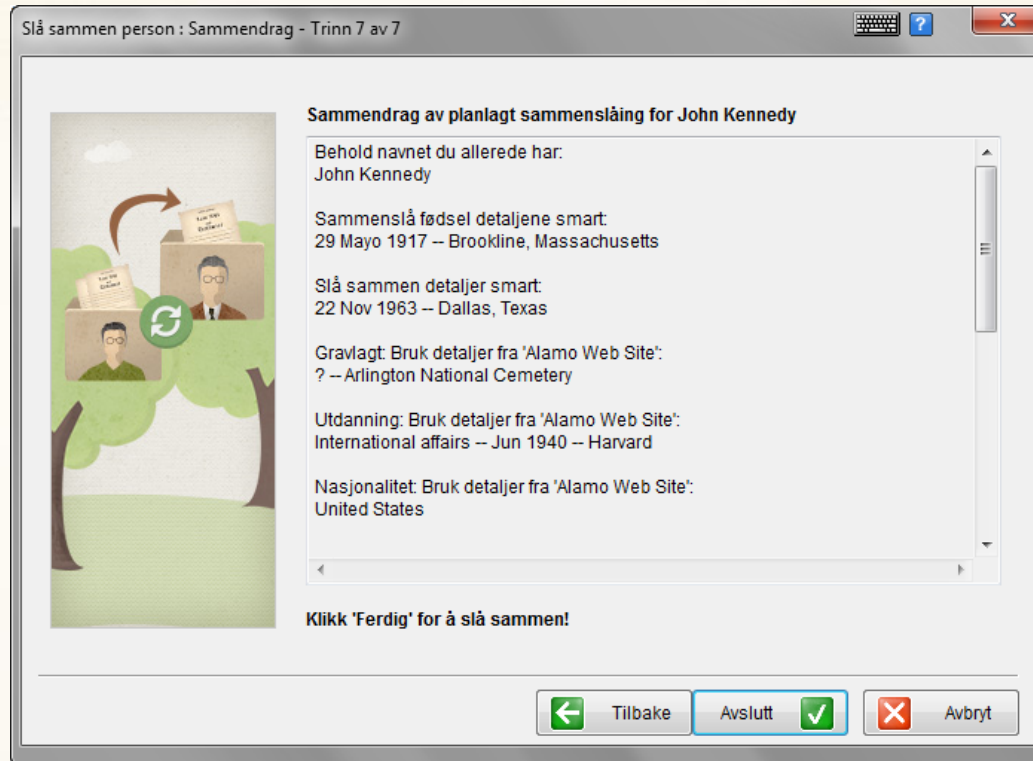 Slå sammen person : Sammendrag - Trinn 7 av 7
?
Sammendrag av planlagt sammenslåing for John Kennedy
Behold navnet du allerede har:
John Kennedy
Sammenslå fødsel detaljene smart:
29 Mayo 1917 -- Brookline, Massachusetts
Slå sammen detaljer smart:
22 Nov 1963 -- Dallas, Texas
Gravlagt: Bruk detaljer fra 'Alamo Web Site':
? -- Arlington National Cemetery
Utdanning: Bruk detaljer fra 'Alamo Web Site':
International affairs -- Jun 1940 -- Harvard
Nasjonalitet: Bruk detaljer fra 'Alamo Web Site':
United States
Klikk 'Ferdig' for å slå sammen!
Tilbake Avslutt Avbryt